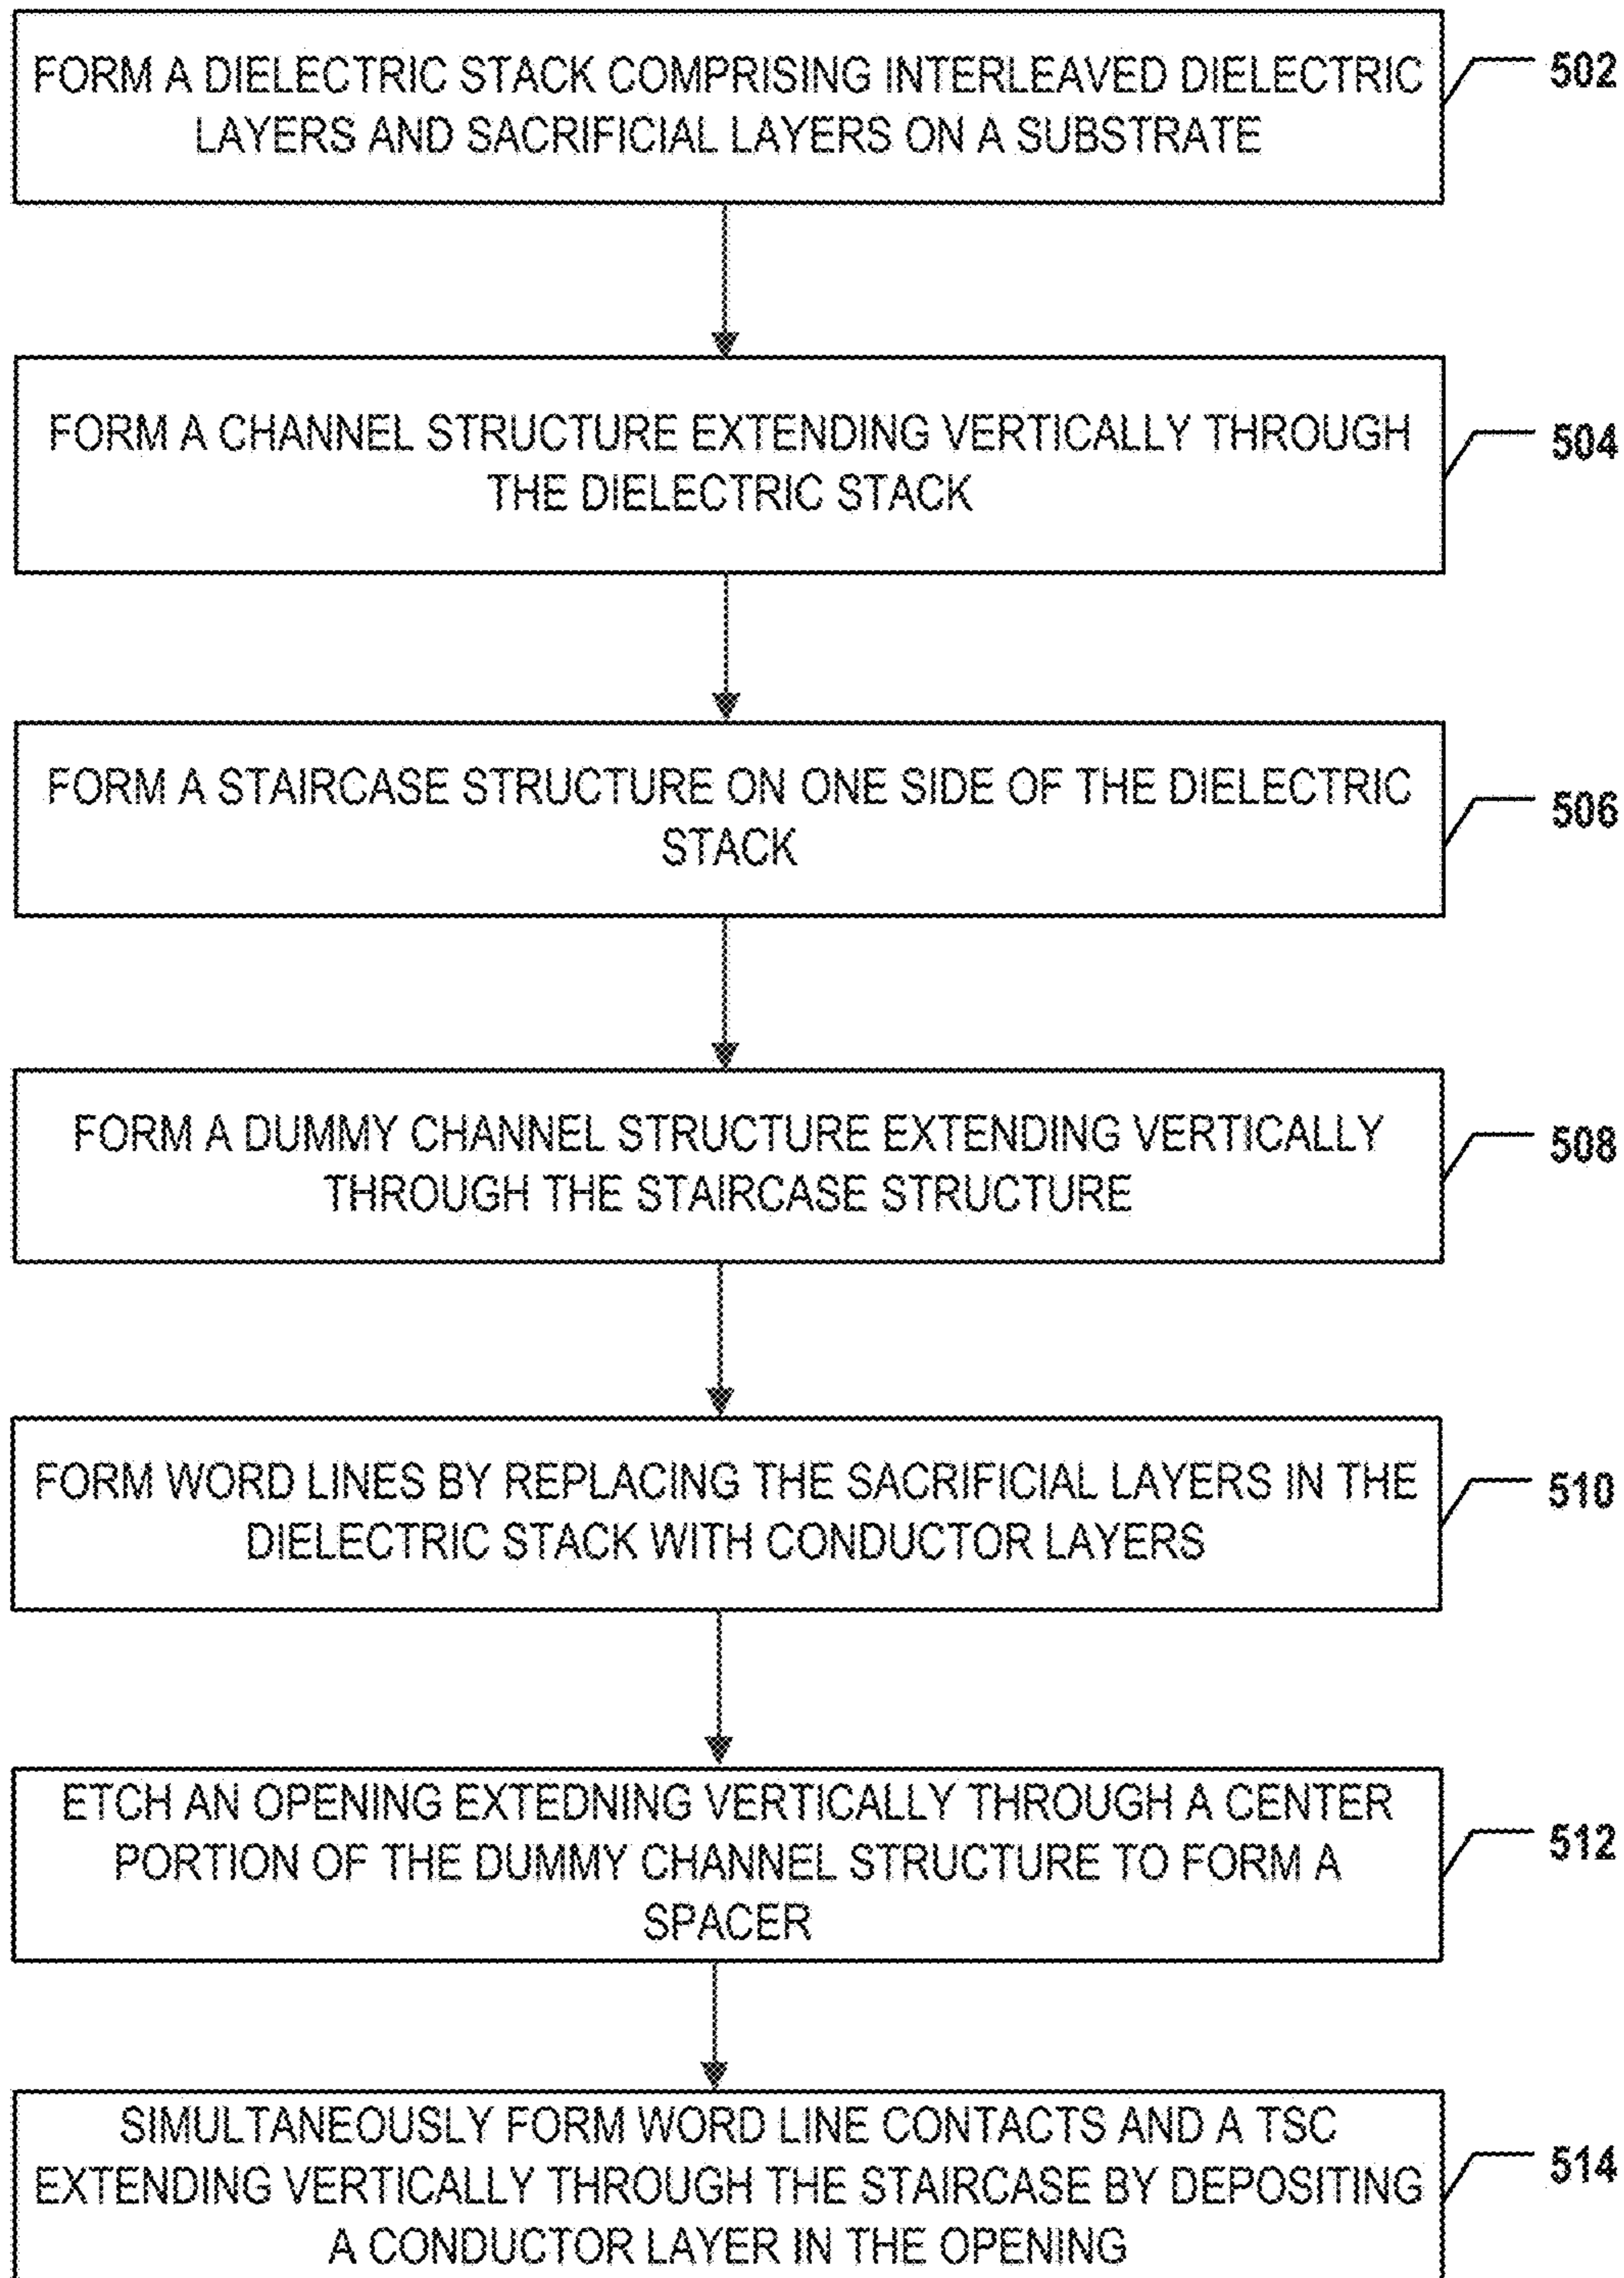 FORM A DIELECTRIC STACK COMPRISING INTERLEAVED DIELECTRIC
LAYERS AND SACRIFICIAL LAYERS ON A SUBSTRATE
502
FORM A CHANNEL STRUCTURE EXTENDING VERTICALLY THROUGH
THE DIELECTRIC STACK
504
FORM A STAIRCASE STRUCTURE ON ONE SIDE OF THE DIELECTRIC
STACK
506
FORM A DUMMY CHANNEL STRUCTURE EXTENDING VERTICALLY
THROUGH THE STAIRCASE STRUCTURE
508
FORM WORD LINES BY REPLACING THE SACRIFICIAL LAYERS IN THE
DIELECTRIC STACK WITH CONDUCTOR LAYERS
510
ETCH AN OPENING EXTEDNING VERTICALLY THROUGH A CENTER
PORTION OF THE DUMMY CHANNEL STRUCTURE TO FORM A
SPACER
512
SIMULTANEOUSLY FORM WORD LINE CONTACTS AND A TSC
EXTENDING VERTICALLY THROUGH THE STAIRCASE BY DEPOSITING
A CONDUCTOR LAYER IN THE OPENING
514